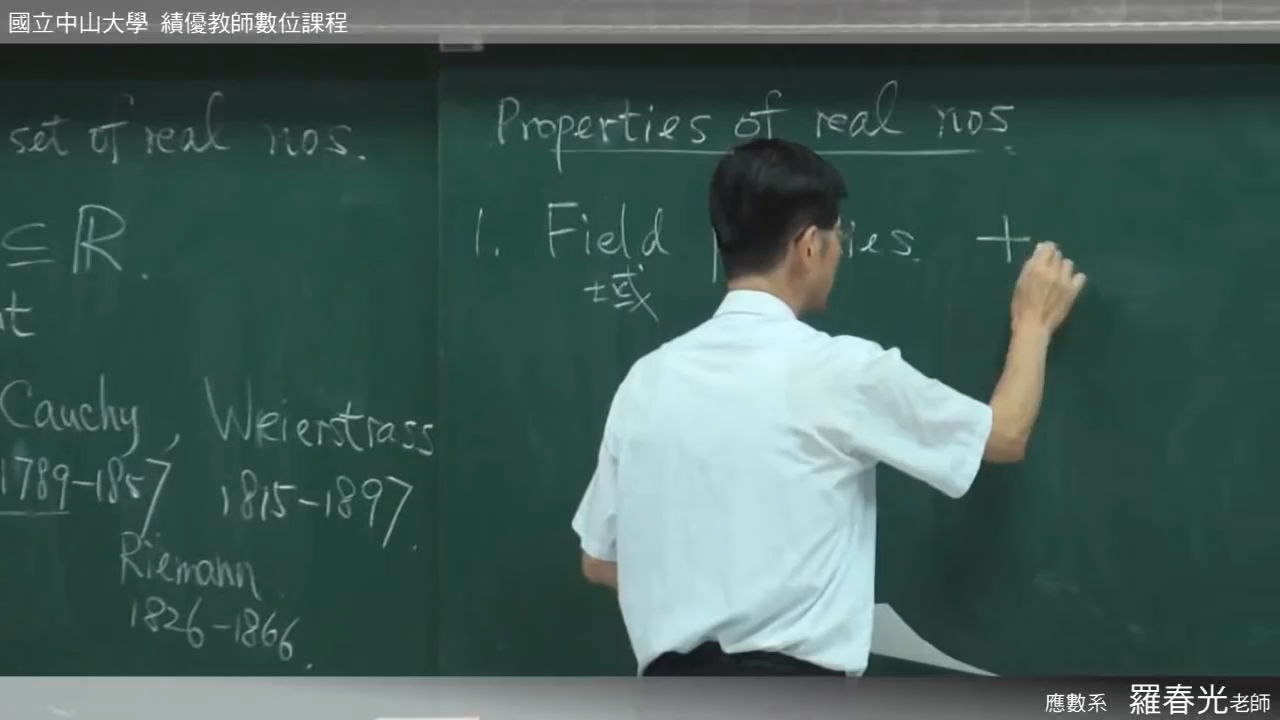 國立中山大學 績優教師數位課程
set of real nos.
⊆ ℝ.
Cauchy, Weierstrass
1789-1857 1815-1897.
Riemann
1826-1866.
Properties of real nos.
1. Field ies. +
域
應數系 羅春光老師